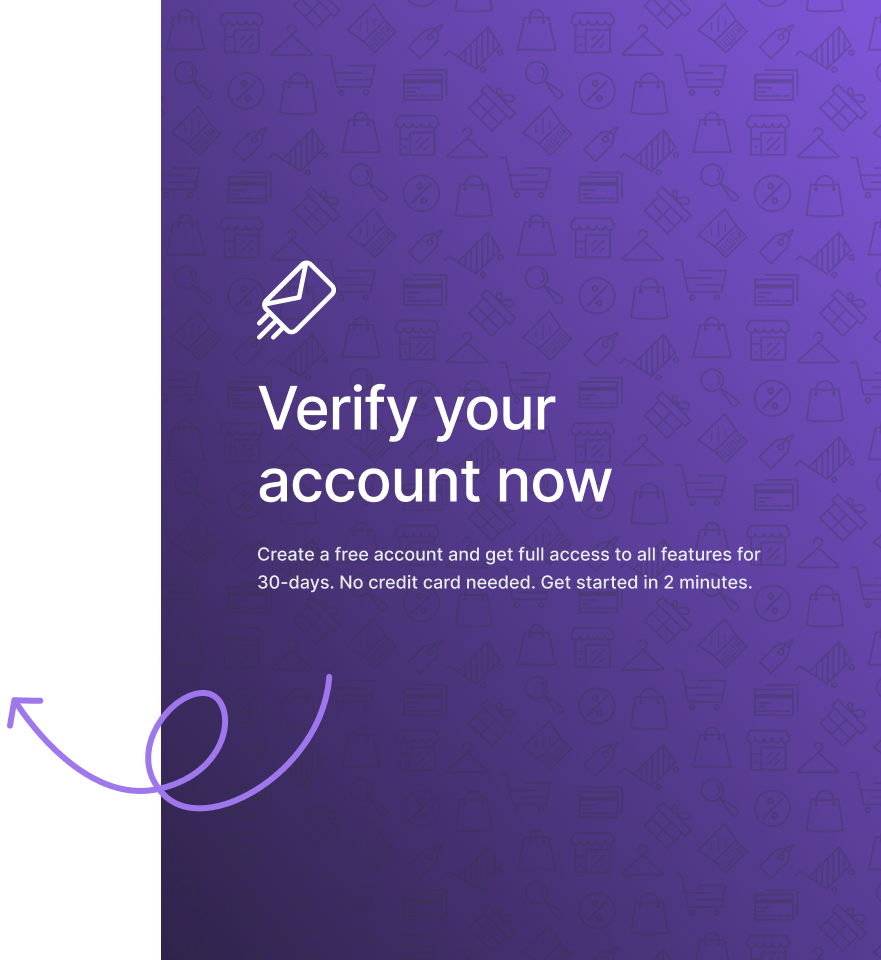 Verify your
account now
Create a free account and get full access to all features for
30-days. No credit card needed. Get started in 2 minutes.